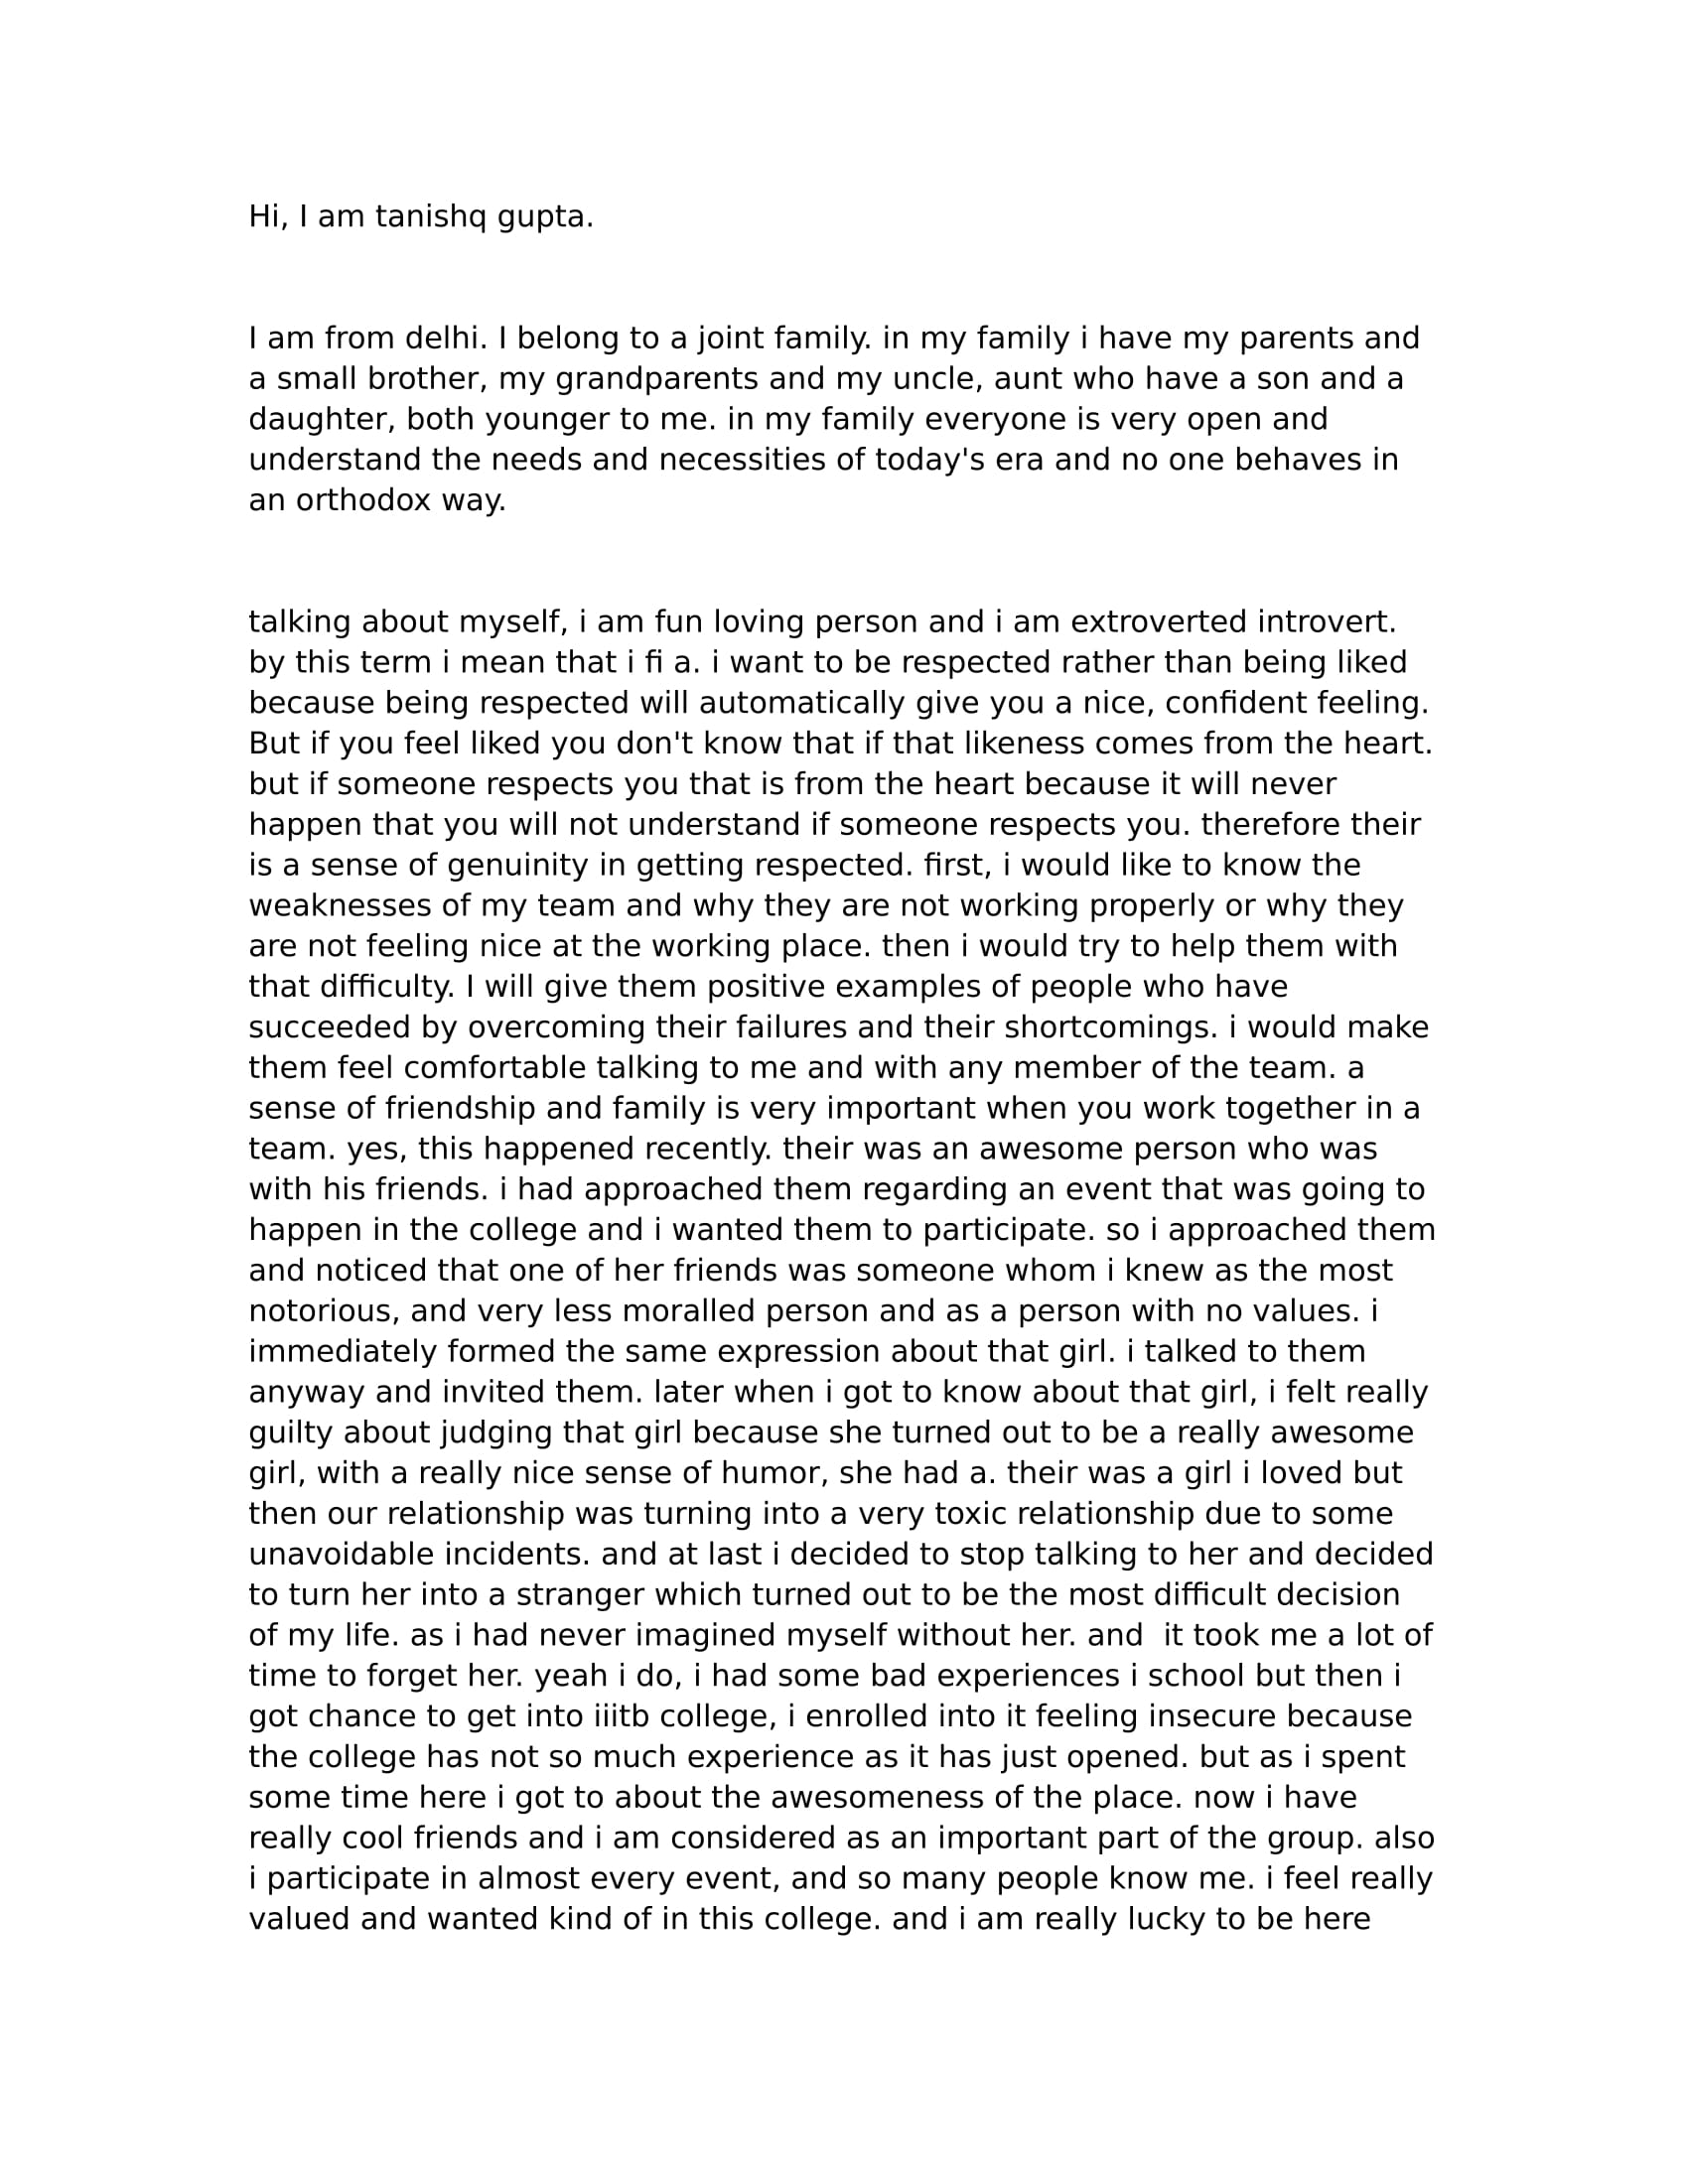 Hi, I am tanishq gupta.
I am from delhi. I belong to a joint family. in my family i have my parents and
a small brother, my grandparents and my uncle, aunt who have a son and a
daughter, both younger to me. in my family everyone is very open and
understand the needs and necessities of today's era and no one behaves in
an orthodox way.
talking about myself, i am fun loving person and i am extroverted introvert.
by this term i mean that i fi a. i want to be respected rather than being liked
because being respected will automatically give you a nice, confident feeling.
But if you feel liked you don't know that if that likeness comes from the heart.
but if someone respects you that is from the heart because it will never
happen that you will not understand if someone respects you. therefore their
is a sense of genuinity in getting respected. first, i would like to know the
weaknesses of my team and why they are not working properly or why they
are not feeling nice at the working place. then i would try to help them with
that difficulty. I will give them positive examples of people who have
succeeded by overcoming their failures and their shortcomings. i would make
them feel comfortable talking to me and with any member of the team. a
sense of friendship and family is very important when you work together in a
team. yes, this happened recently. their was an awesome person who was
with his friends. i had approached them regarding an event that was going to
happen in the college and i wanted them to participate. so i approached them
and noticed that one of her friends was someone whom i knew as the most
notorious, and very less moralled person and as a person with no values. i
immediately formed the same expression about that girl. i talked to them
anyway and invited them. later when i got to know about that girl, i felt really
guilty about judging that girl because she turned out to be a really awesome
girl, with a really nice sense of humor, she had a. their was a girl i loved but
then our relationship was turning into a very toxic relationship due to some
unavoidable incidents. and at last i decided to stop talking to her and decided
to turn her into a stranger which turned out to be the most difficult decision
of my life. as i had never imagined myself without her. and  it took me a lot of
time to forget her. yeah i do, i had some bad experiences i school but then i
got chance to get into iiitb college, i enrolled into it feeling insecure because
the college has not so much experience as it has just opened. but as i spent
some time here i got to about the awesomeness of the place. now i have
really cool friends and i am considered as an important part of the group. also
i participate in almost every event, and so many people know me. i feel really
valued and wanted kind of in this college. and i am really lucky to be here